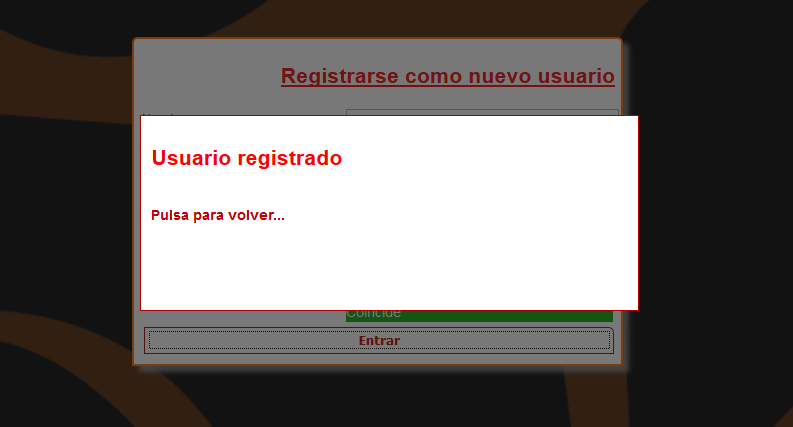 Registrarse como nuevo usuario
Usuario registrado
Pulsa para volver...
Coincide
Entrar